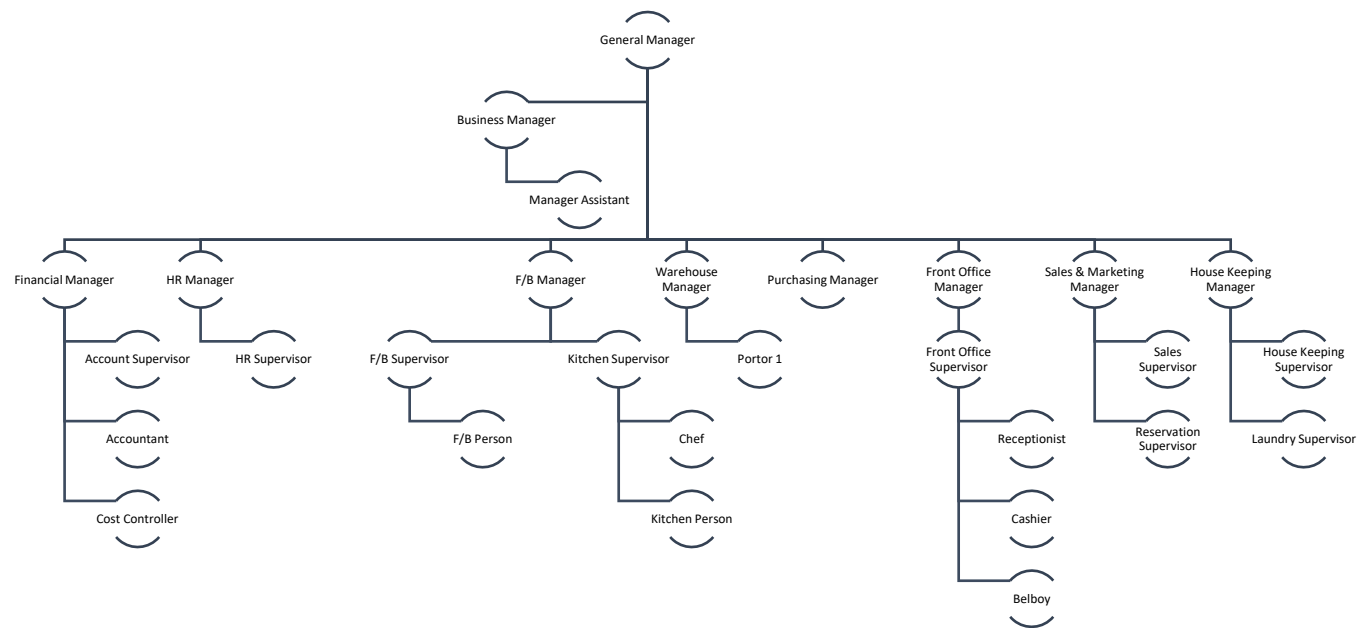 General Manager
Business Manager
Manager Assistant
Financial Manager
HR Manager
F/B Manager
Warehouse
Manager
Purchasing Manager
Front Office
Manager
Sales & Marketing
Manager
House Keeping
Manager
Account Supervisor
HR Supervisor
F/B Supervisor
Kitchen Supervisor
Portor 1
Front Office
Supervisor
Sales
Supervisor
House Keeping
Supervisor
Accountant
F/B Person
Chef
Receptionist
Reservation
Supervisor
Laundry Supervisor
Cost Controller
Kitchen Person
Cashier
Belboy